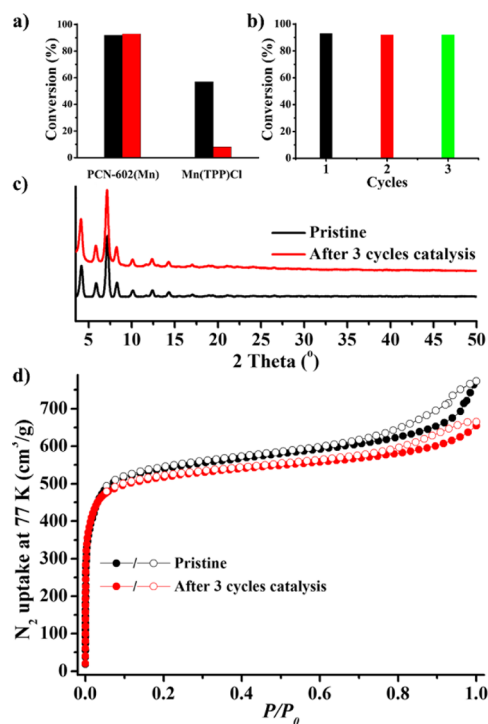 a)
b)
Conversion (%)
100
80
60
40
20
0
PCN-602(Mn)
Mn(TPP)Cl
Conversion (%)
100
80
60
40
20
0
1
2
3
Cycles
c)
Pristine
After 3 cycles catalysis
5
10
15
20
25
30
35
40
45
50
2 Theta (°)
d)
N₂ uptake at 77 K (cm³/g)
700
600
500
400
300
200
100
0
/ Pristine
/ After 3 cycles catalysis
0.0
0.2
0.4
0.6
0.8
1.0
P/P₀